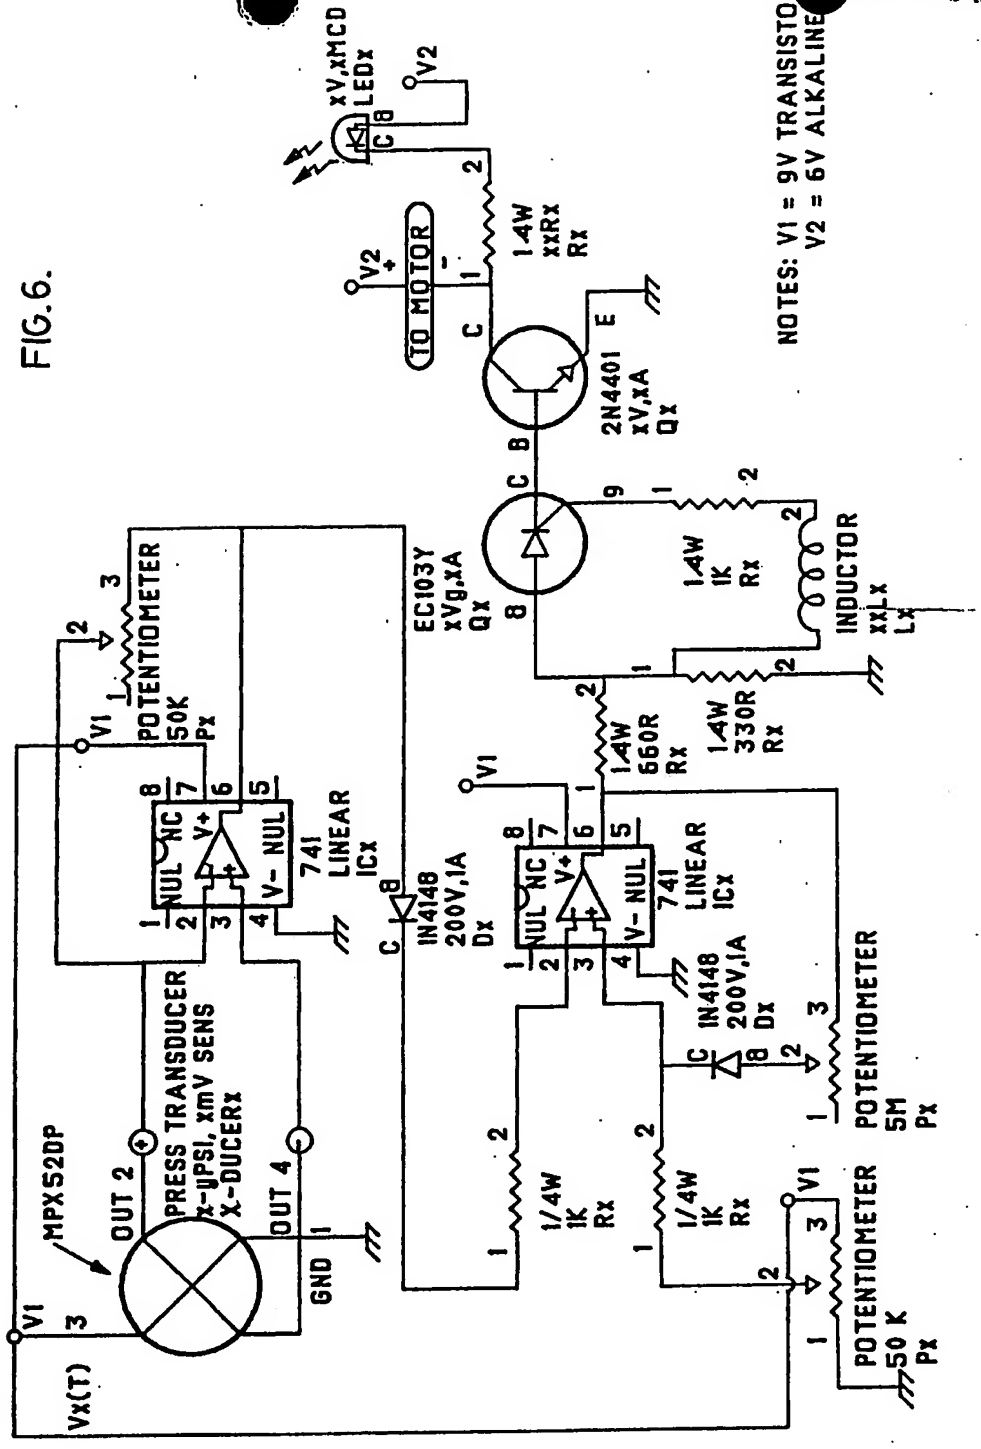 FIG.6.
Vx(T)
V1
3
MPX52DP
OUT 2
+
PRESS TRANSDUCER
x-yPSI, xmV SENS
X-DUCERx
OUT 4
GND
1
1
2
3
4
NUL
NC
V+
V-
NUL
8
7
6
5
741
LINEAR
ICx
V1
1
2
3
POTENTIOMETER
50K
Px
C
8
1N4148
200V,1A
Dx
1
2
1/4W
1K
Rx
1
2
1/4W
1K
Rx
V1
1
2
3
POTENTIOMETER
50K
Px
1
2
3
4
NUL
NC
V+
V-
NUL
8
7
6
5
741
LINEAR
ICx
V1
C
8
1N4148
200V,1A
Dx
1
2
3
POTENTIOMETER
5M
Px
1
2
1.4W
660R
Rx
1
2
1.4W
330R
Rx
EC103Y
xVg,xA
Qx
8
C
9
1
2
1.4W
1K
Rx
2
INDUCTOR
xxLx
Lx
B
C
E
2N4401
xV,xA
Qx
V2
+
TO MOTOR
-
1
2
1.4W
xxRx
Rx
xV,xMCD
LEDx
C
8
V2
NOTES: V1 = 9V TRANSISTO
V2 = 6V ALKALINE